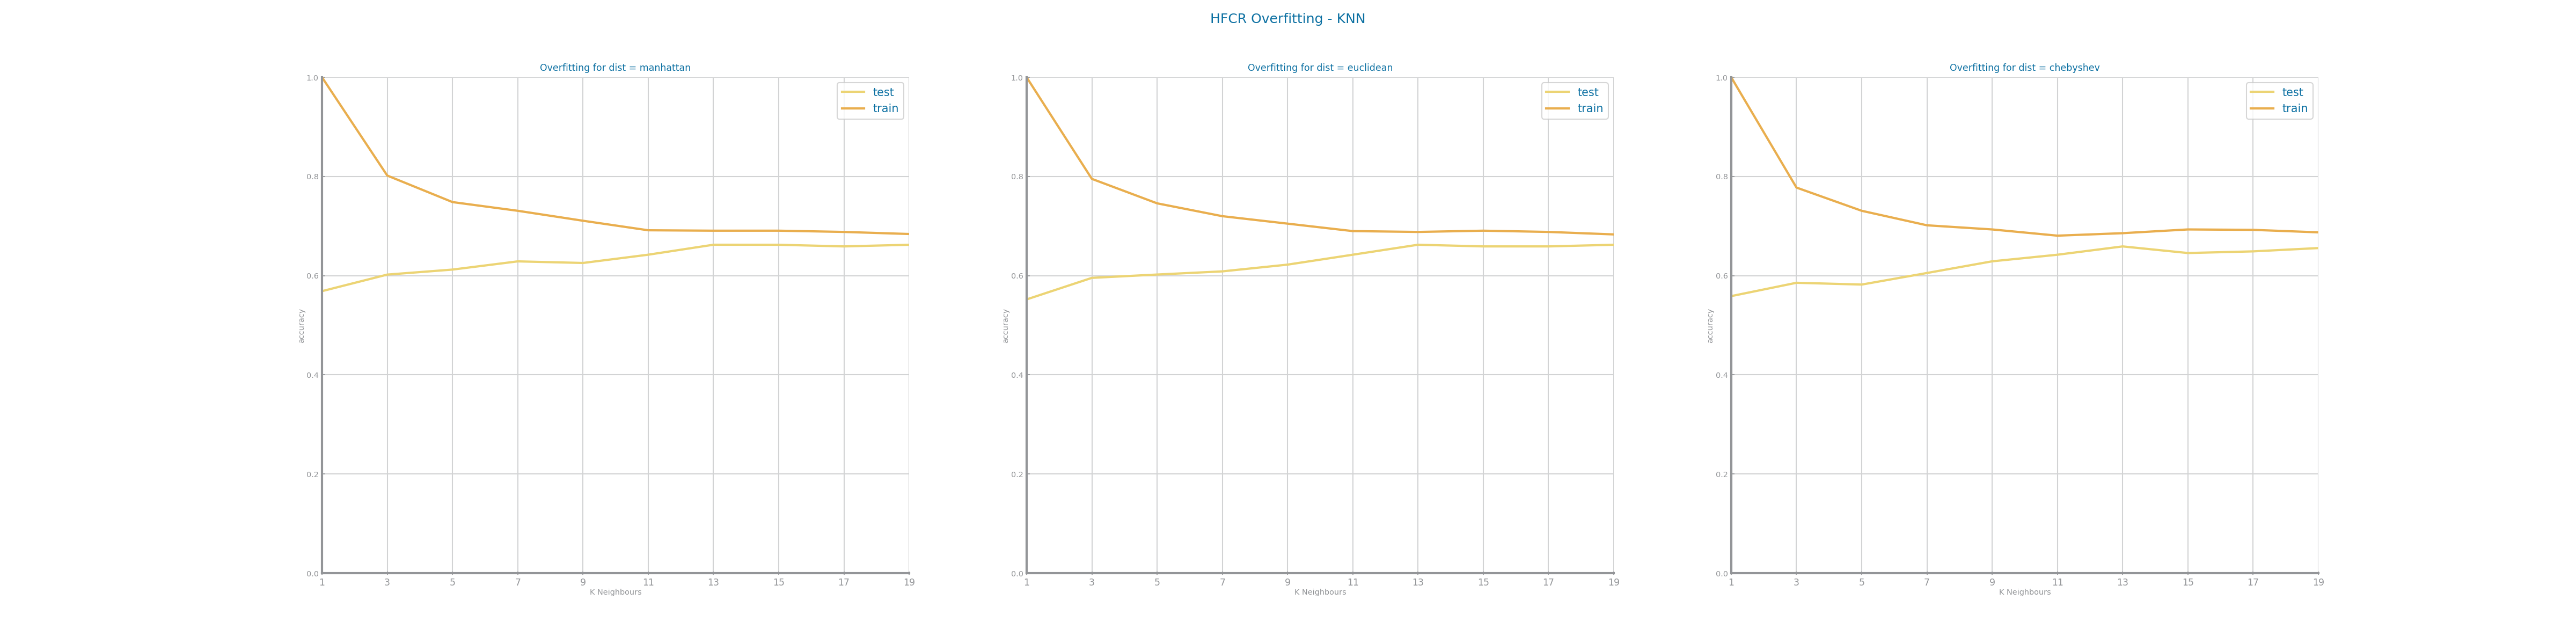 HFCR Overfitting - KNN
Overfitting for dist = manhattan
1.0
0.8
0.6
0.4
0.2
0.0
accuracy
test
train
1 3 5 7 9 11 13 15 17 19
K Neighbours
Overfitting for dist = euclidean
1.0
0.8
0.6
0.4
0.2
0.0
accuracy
test
train
1 3 5 7 9 11 13 15 17 19
K Neighbours
Overfitting for dist = chebyshev
1.0
0.8
0.6
0.4
0.2
0.0
accuracy
test
train
1 3 5 7 9 11 13 15 17 19
K Neighbours